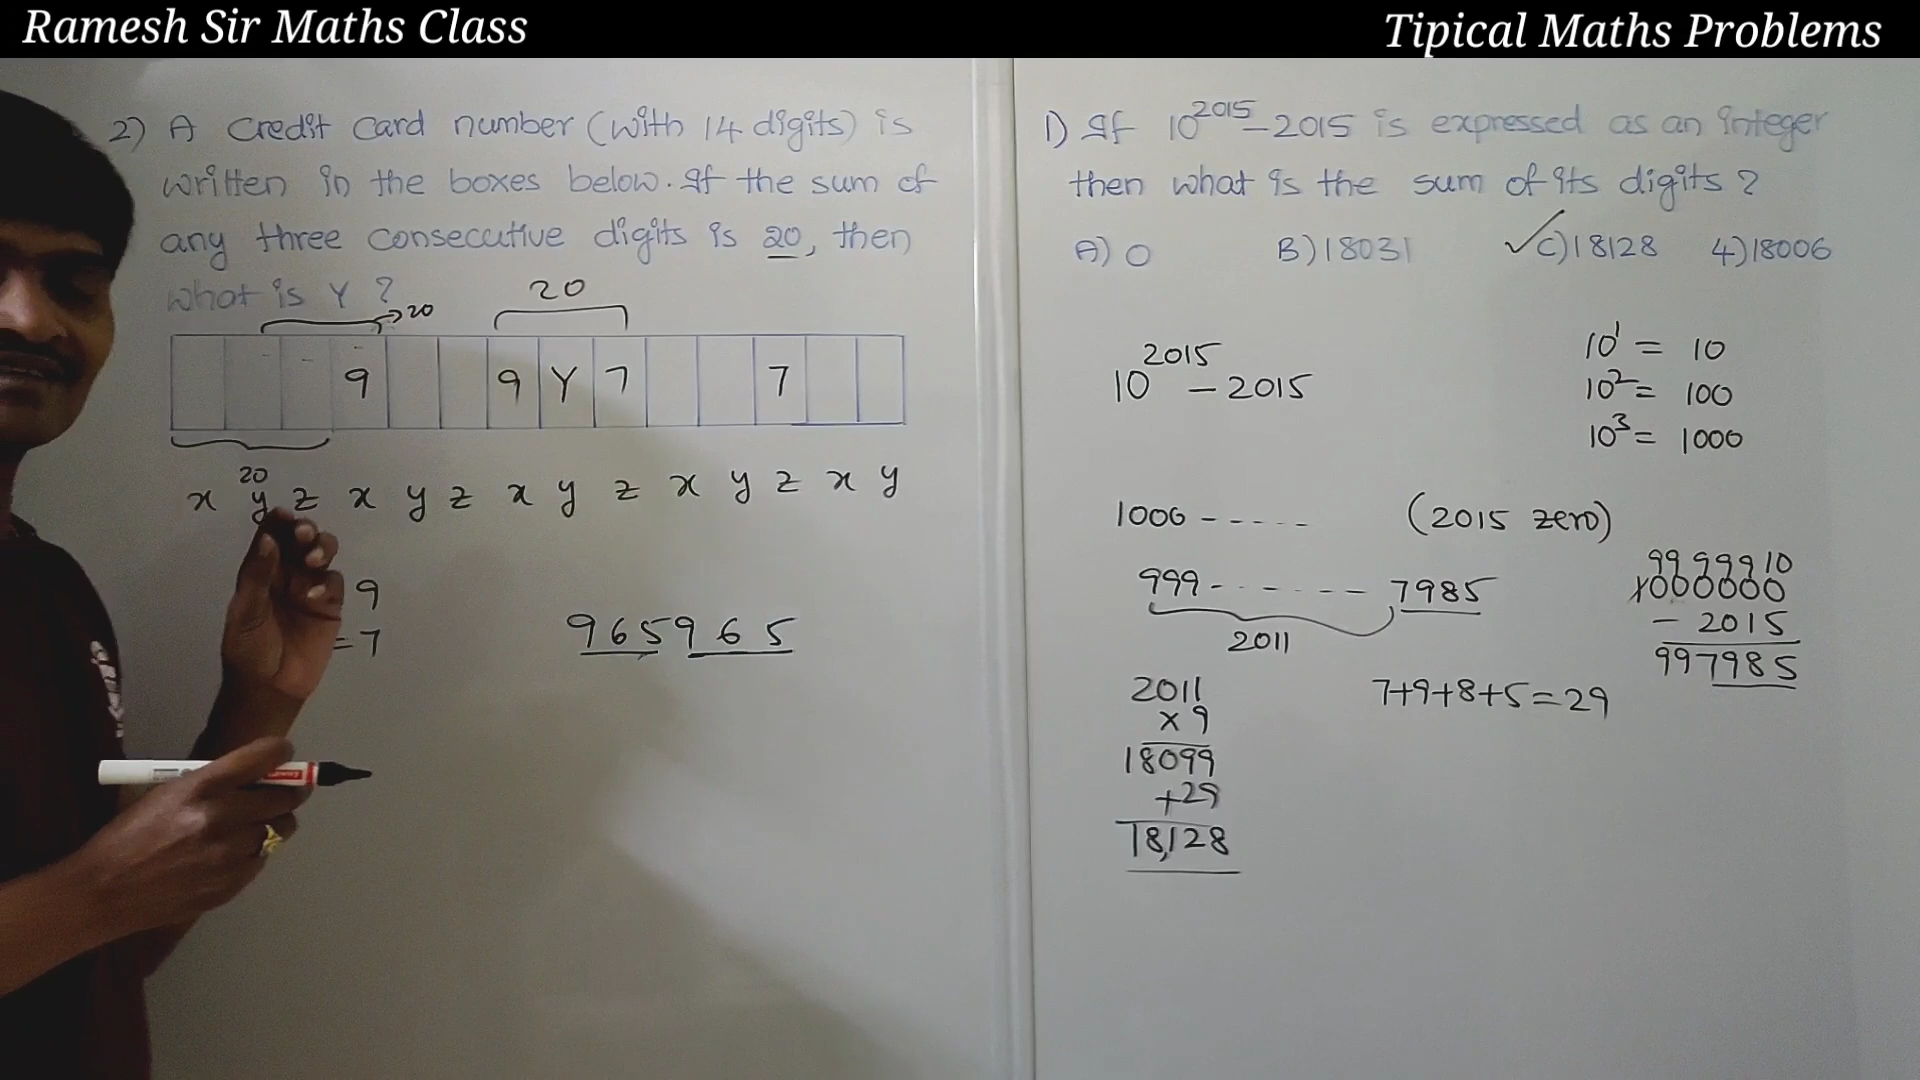 Ramesh Sir Maths Class
Tipical Maths Problems
2) A Credit Card number (with 14 digits) is
written in the boxes below. If the sum of
any three consecutive digits is 20, then
what is Y ?
20
→20
9 9 Y 7 7
20
x y z x y z x y z x y z x y
9
=7
965965
1) If 10^2015 - 2015 is expressed as an integer
then what is the sum of its digits ?
A) 0 B) 18031 ✓C) 18128 4) 18006
10^2015 - 2015
10^1 = 10
10^2 = 100
10^3 = 1000
1000 ----- (2015 zero)
999------- 7985
2011
99 99910
1000000
- 2015
997985
2011
x 9
18099
+29
18,128
7+9+8+5=29